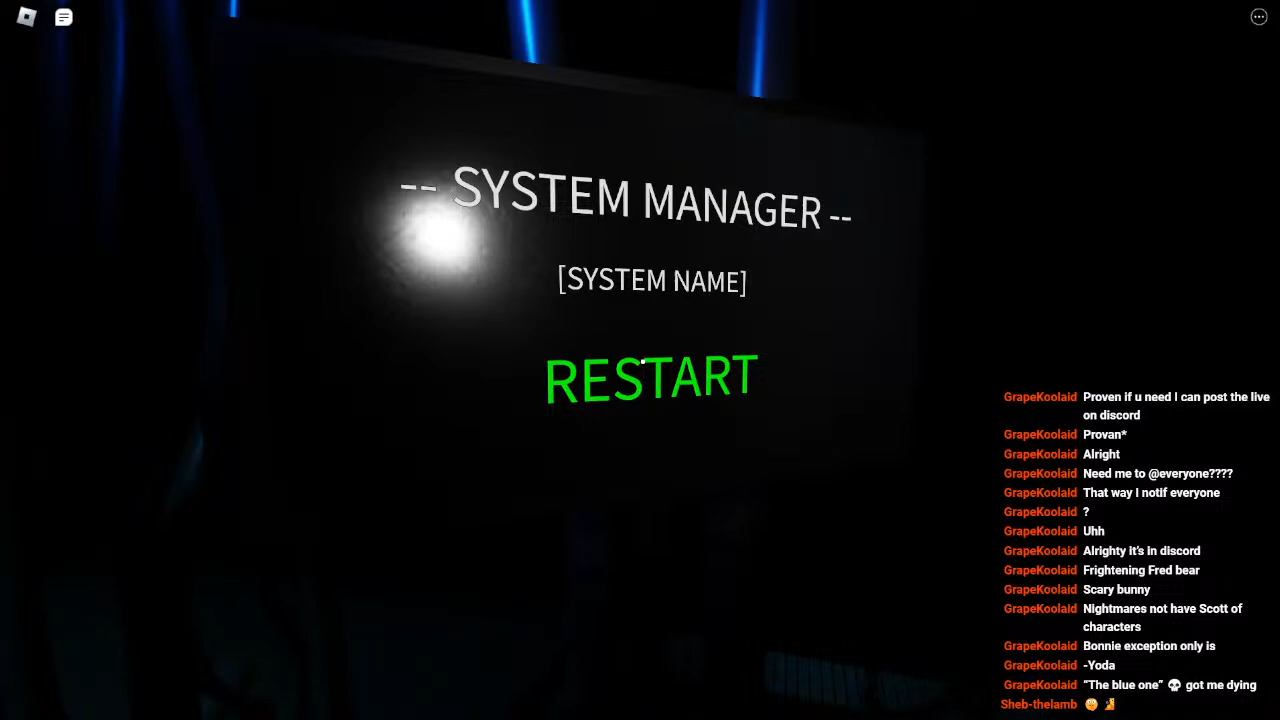 -- SYSTEM MANAGER --
[SYSTEM NAME]
RESTART
GrapeKoolaid Proven if u need I can post the live
on discord
GrapeKoolaid Provan*
GrapeKoolaid Alright
GrapeKoolaid Need me to @everyone????
GrapeKoolaid That way I notif everyone
GrapeKoolaid ?
GrapeKoolaid Uhh
GrapeKoolaid Alrighty it's in discord
GrapeKoolaid Frightening Fred bear
GrapeKoolaid Scary bunny
GrapeKoolaid Nightmares not have Scott of
characters
GrapeKoolaid Bonnie exception only is
GrapeKoolaid -Yoda
GrapeKoolaid “The blue one” 💀 got me dying
Sheb-thelamb